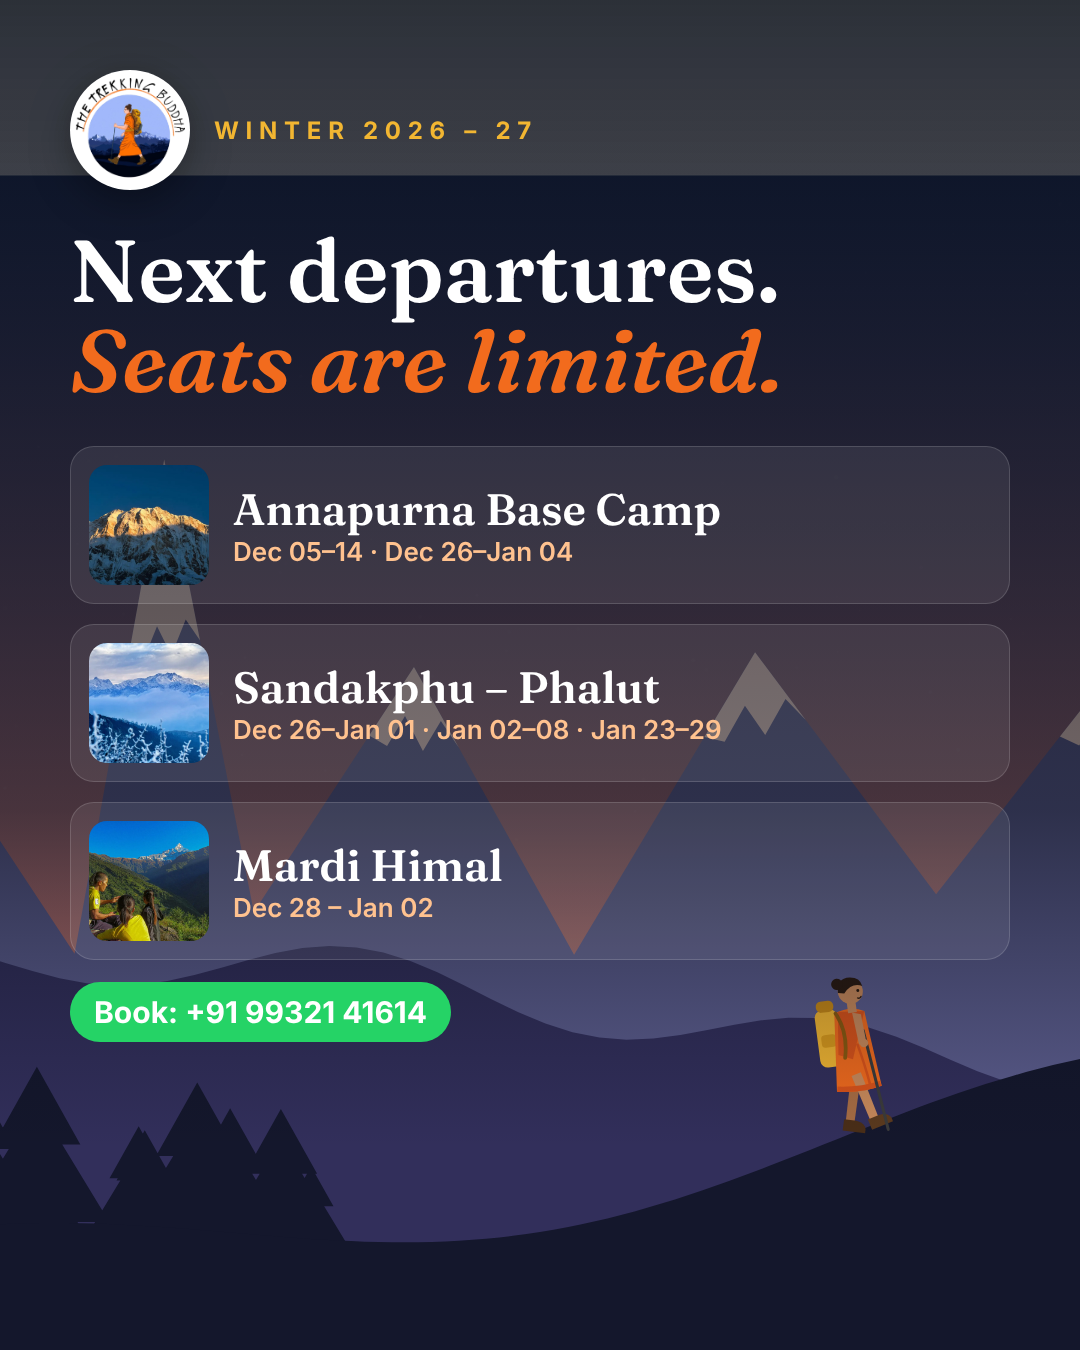 THE TREKKING BUDDHA
WINTER 2026 – 27
Next departures.
Seats are limited.
Annapurna Base Camp
Dec 05–14 · Dec 26–Jan 04
Sandakphu – Phalut
Dec 26–Jan 01 · Jan 02–08 · Jan 23–29
Mardi Himal
Dec 28 – Jan 02
Book: +91 99321 41614